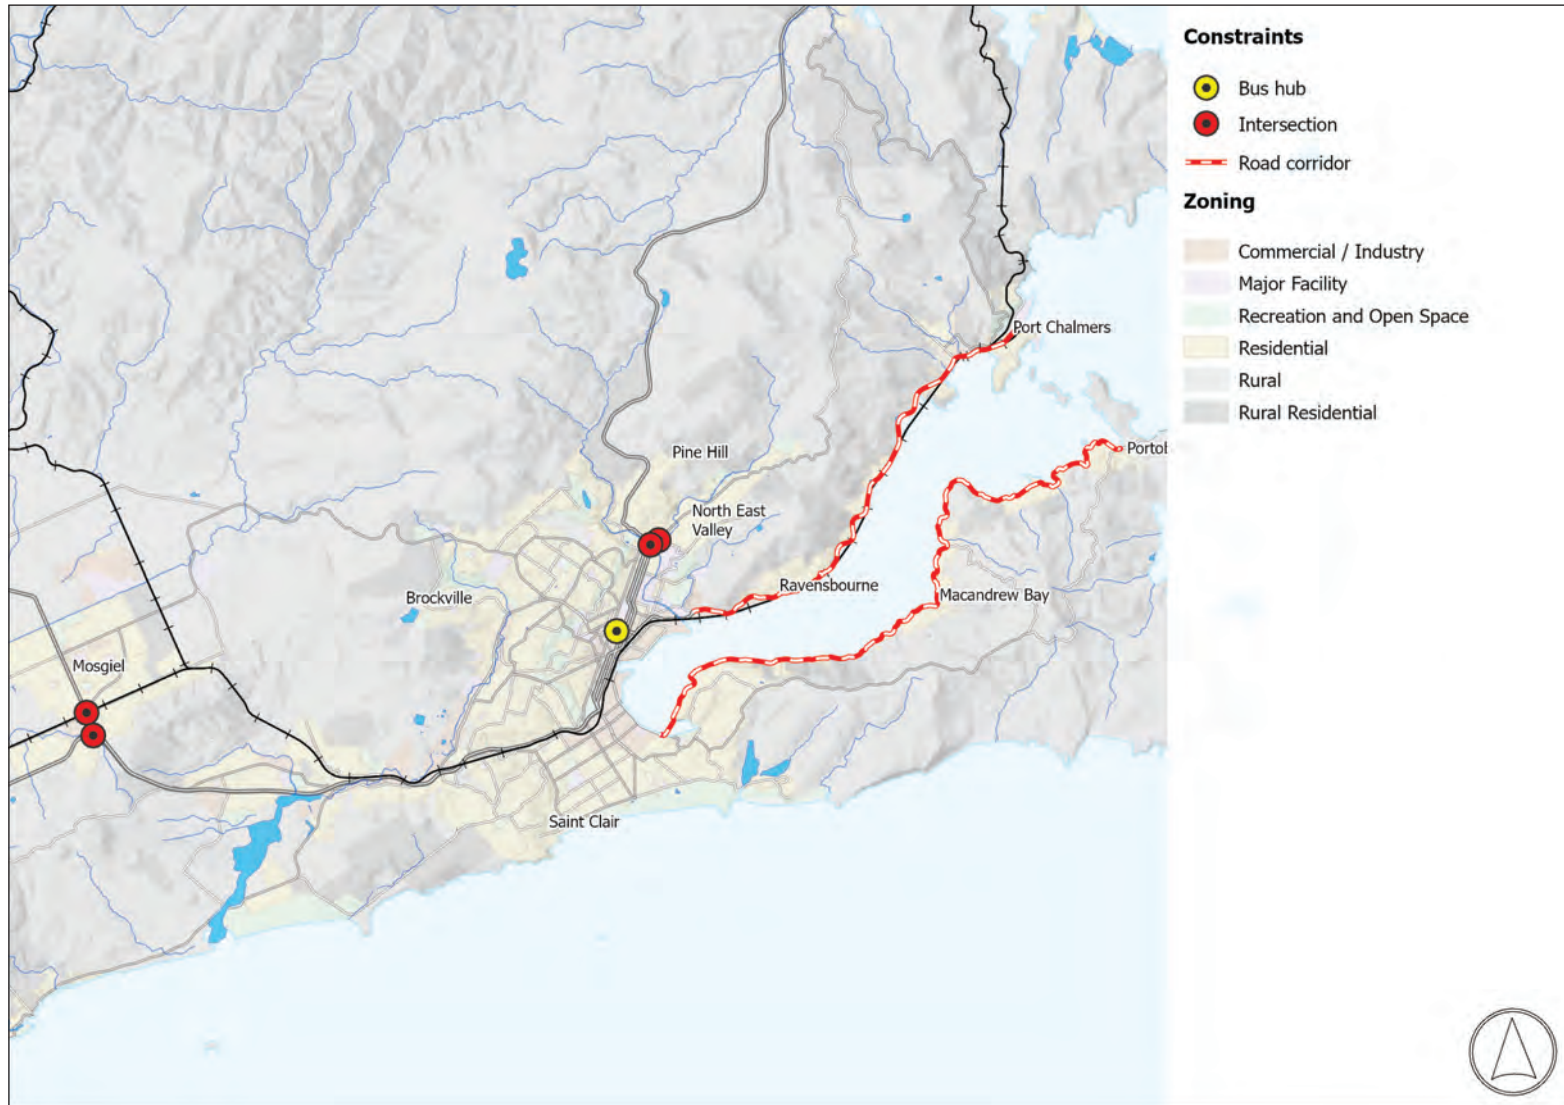 Constraints
Bus hub
Intersection
Road corridor
Zoning
Commercial / Industry
Major Facility
Recreation and Open Space
Residential
Rural
Rural Residential
Port Chalmers
Portob
Pine Hill
North East
Valley
Ravensbourne
Macandrew Bay
Brockville
Mosgiel
Saint Clair